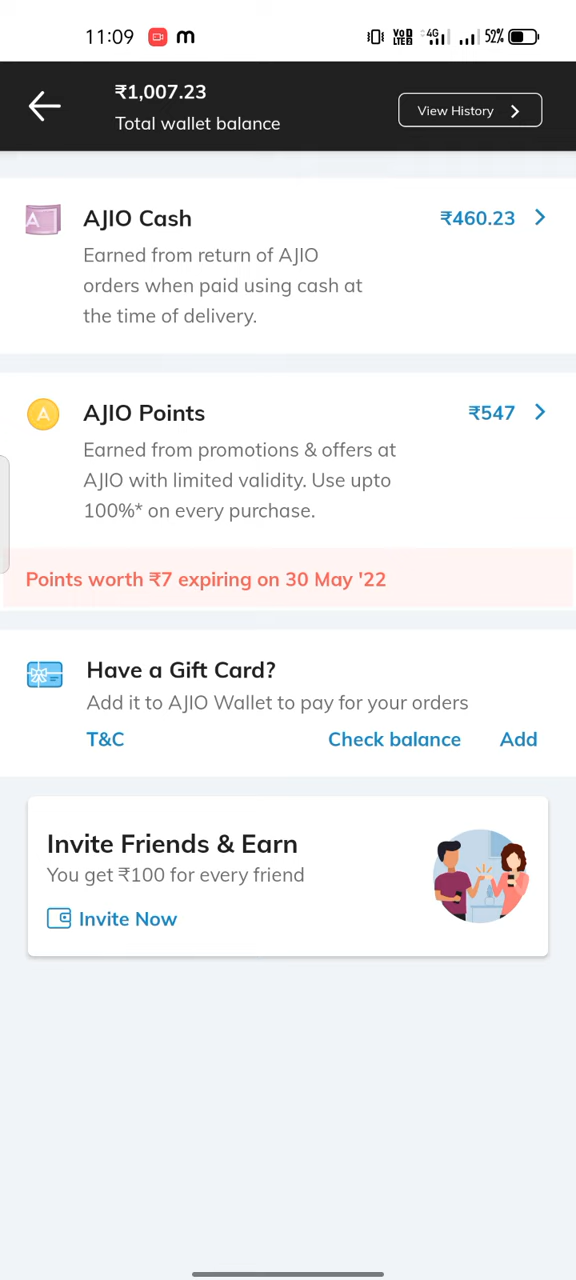 11:09 m VoD LTE2 4G 52%
₹1,007.23
Total wallet balance
View History
A AJIO Cash ₹460.23
Earned from return of AJIO
orders when paid using cash at
the time of delivery.
A AJIO Points ₹547
Earned from promotions & offers at
AJIO with limited validity. Use upto
100%* on every purchase.
Points worth ₹7 expiring on 30 May '22
Have a Gift Card?
Add it to AJIO Wallet to pay for your orders
T&C Check balance Add
Invite Friends & Earn
You get ₹100 for every friend
Invite Now